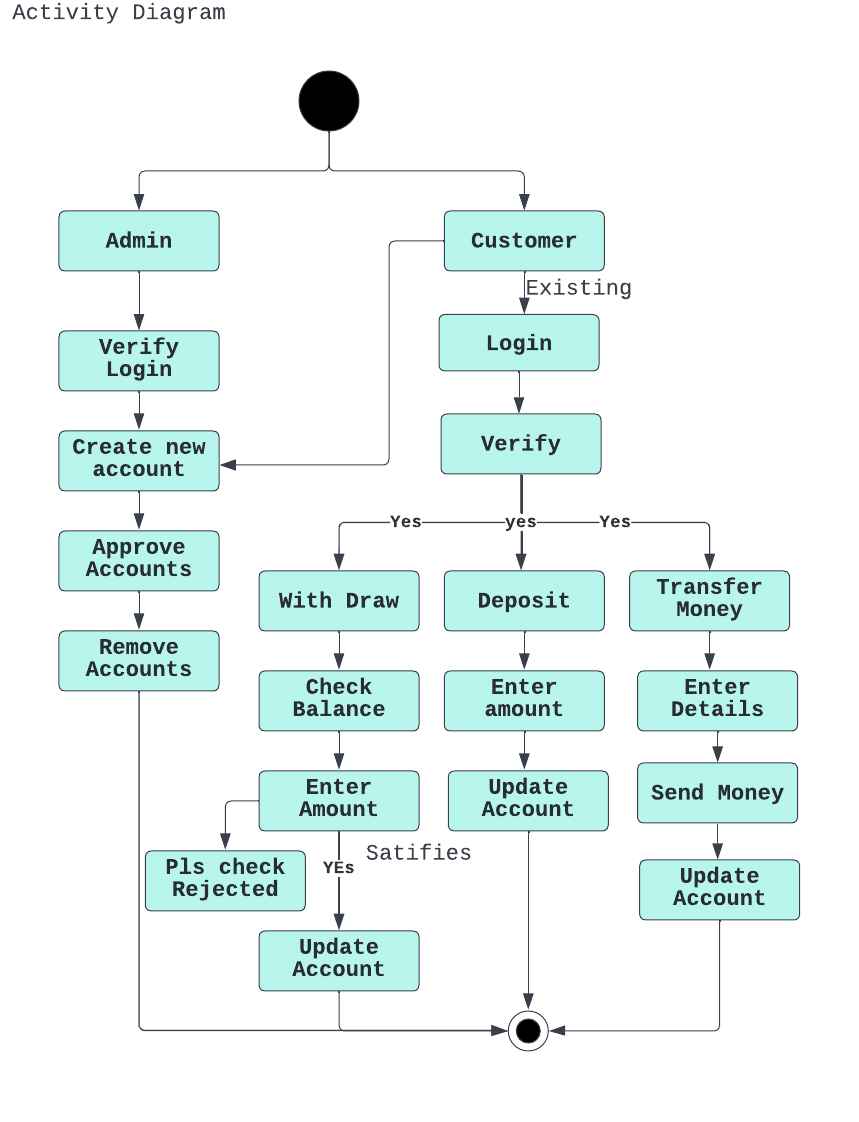 Activity Diagram
Admin
Customer
Existing
Verify
Login
Login
Create new
account
Verify
Yes
yes
Yes
Approve
Accounts
With Draw
Deposit
Transfer
Money
Remove
Accounts
Check
Balance
Enter
amount
Enter
Details
Enter
Amount
Update
Account
Send Money
Pls check
Rejected
YEs
Satifies
Update
Account
Update
Account